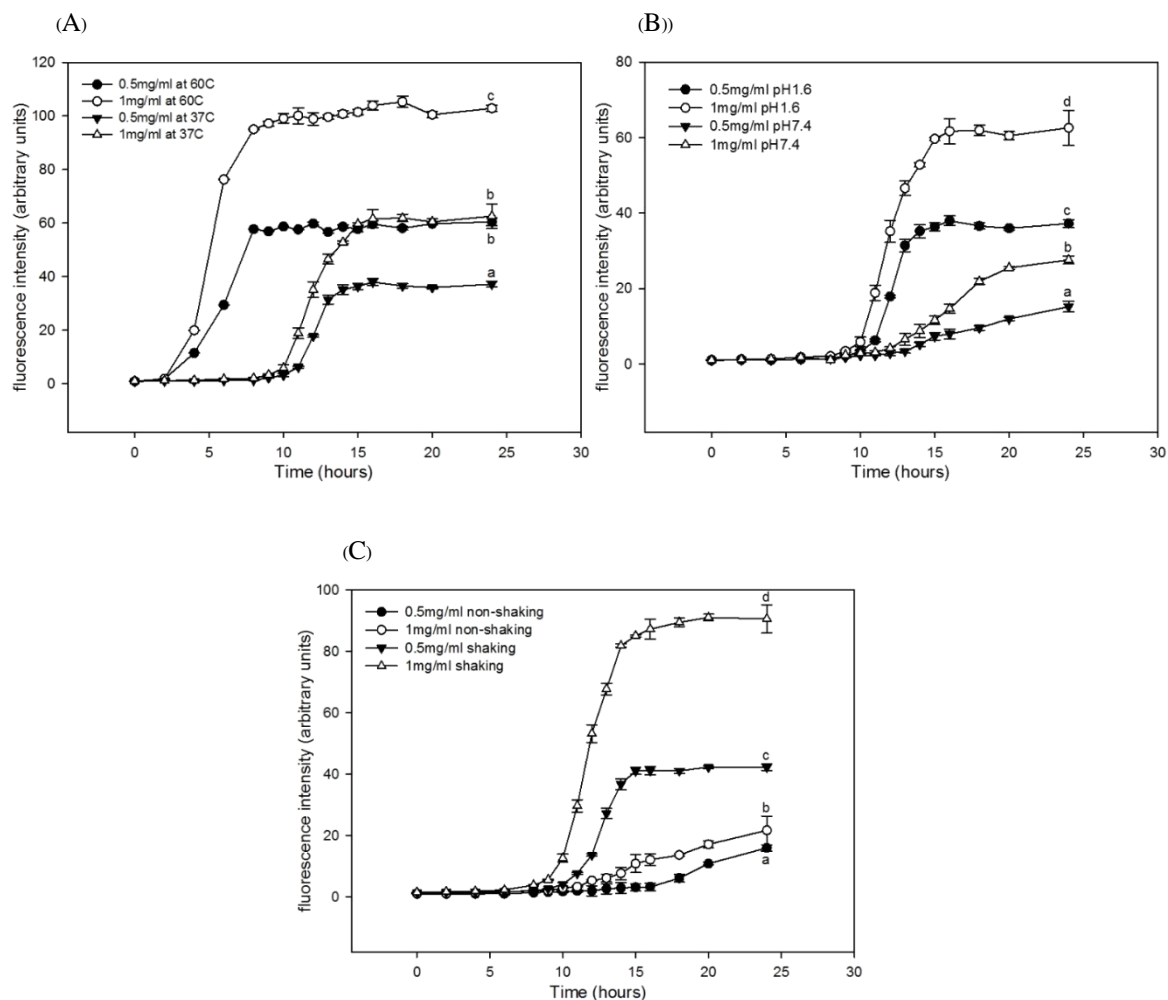 (A)
120
100
80
60
40
20
0
fluorescence intensity (arbitrary units)
0.5mg/ml at 60C
1mg/ml at 60C
0.5mg/ml at 37C
1mg/ml at 37C
c
b
b
a
0 5 10 15 20 25 30
Time (hours)
(B))
80
60
40
20
0
fluorescence intensity (arbitrary units)
0.5mg/ml pH1.6
1mg/ml pH1.6
0.5mg/ml pH7.4
1mg/ml pH7.4
d
c
b
a
0 5 10 15 20 25 30
Time (hours)
(C)
100
80
60
40
20
0
fluorescence intensity (arbitrary units)
0.5mg/ml non-shaking
1mg/ml non-shaking
0.5mg/ml shaking
1mg/ml shaking
d
c
b
a
0 5 10 15 20 25 30
Time (hours)